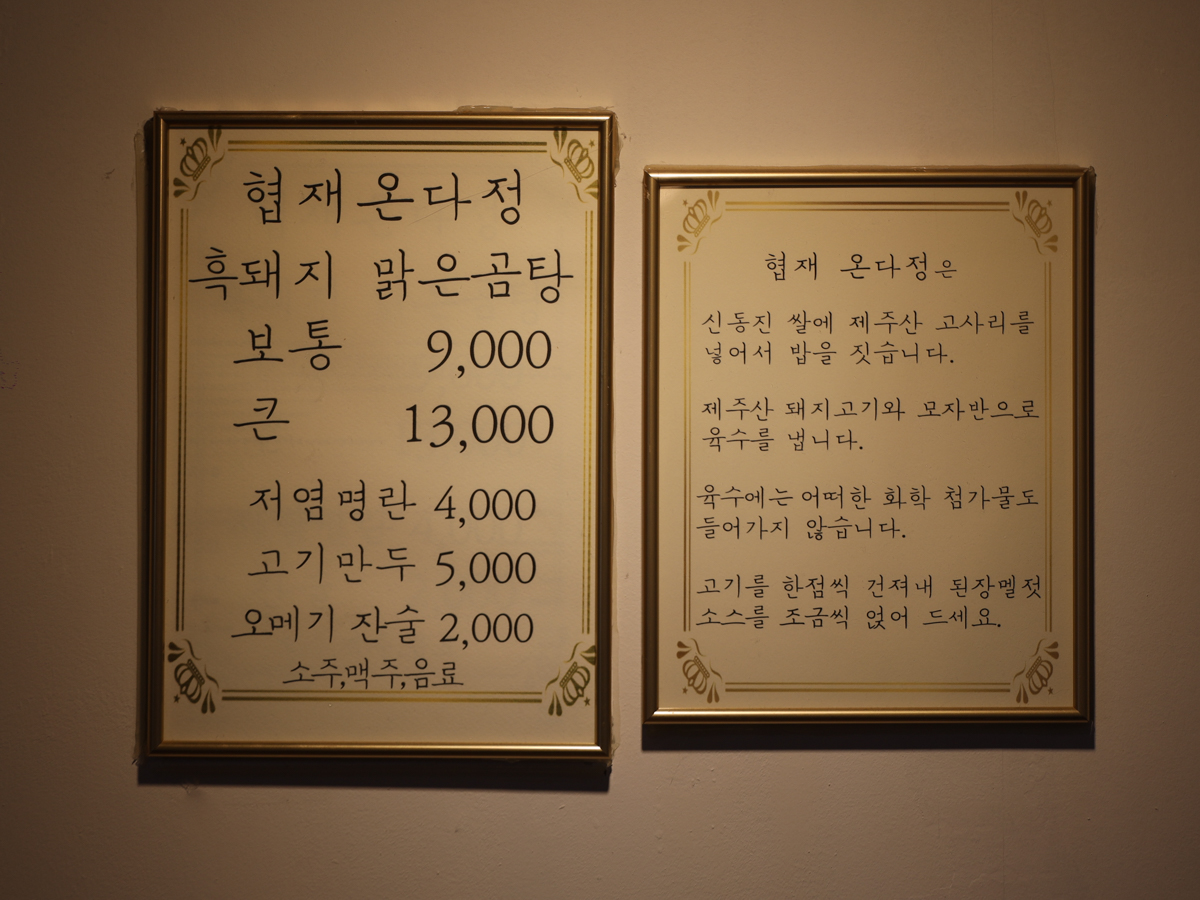 협재온다정
흑돼지 맑은곰탕
보통 9,000
큰 13,000
저염명란 4,000
고기만두 5,000
오메기 잔술 2,000
소주,맥주,음료
협재 온다정은
신동진 쌀에 제주산 고사리를
넣어서 밥을 짓습니다.
제주산 돼지고기와 모자반으로
육수를 냅니다.
육수에는 어떠한 화학 첨가물도
들어가지 않습니다.
고기를 한점씩 건져내 된장멜젓
소스를 조금씩 얹어 드세요.